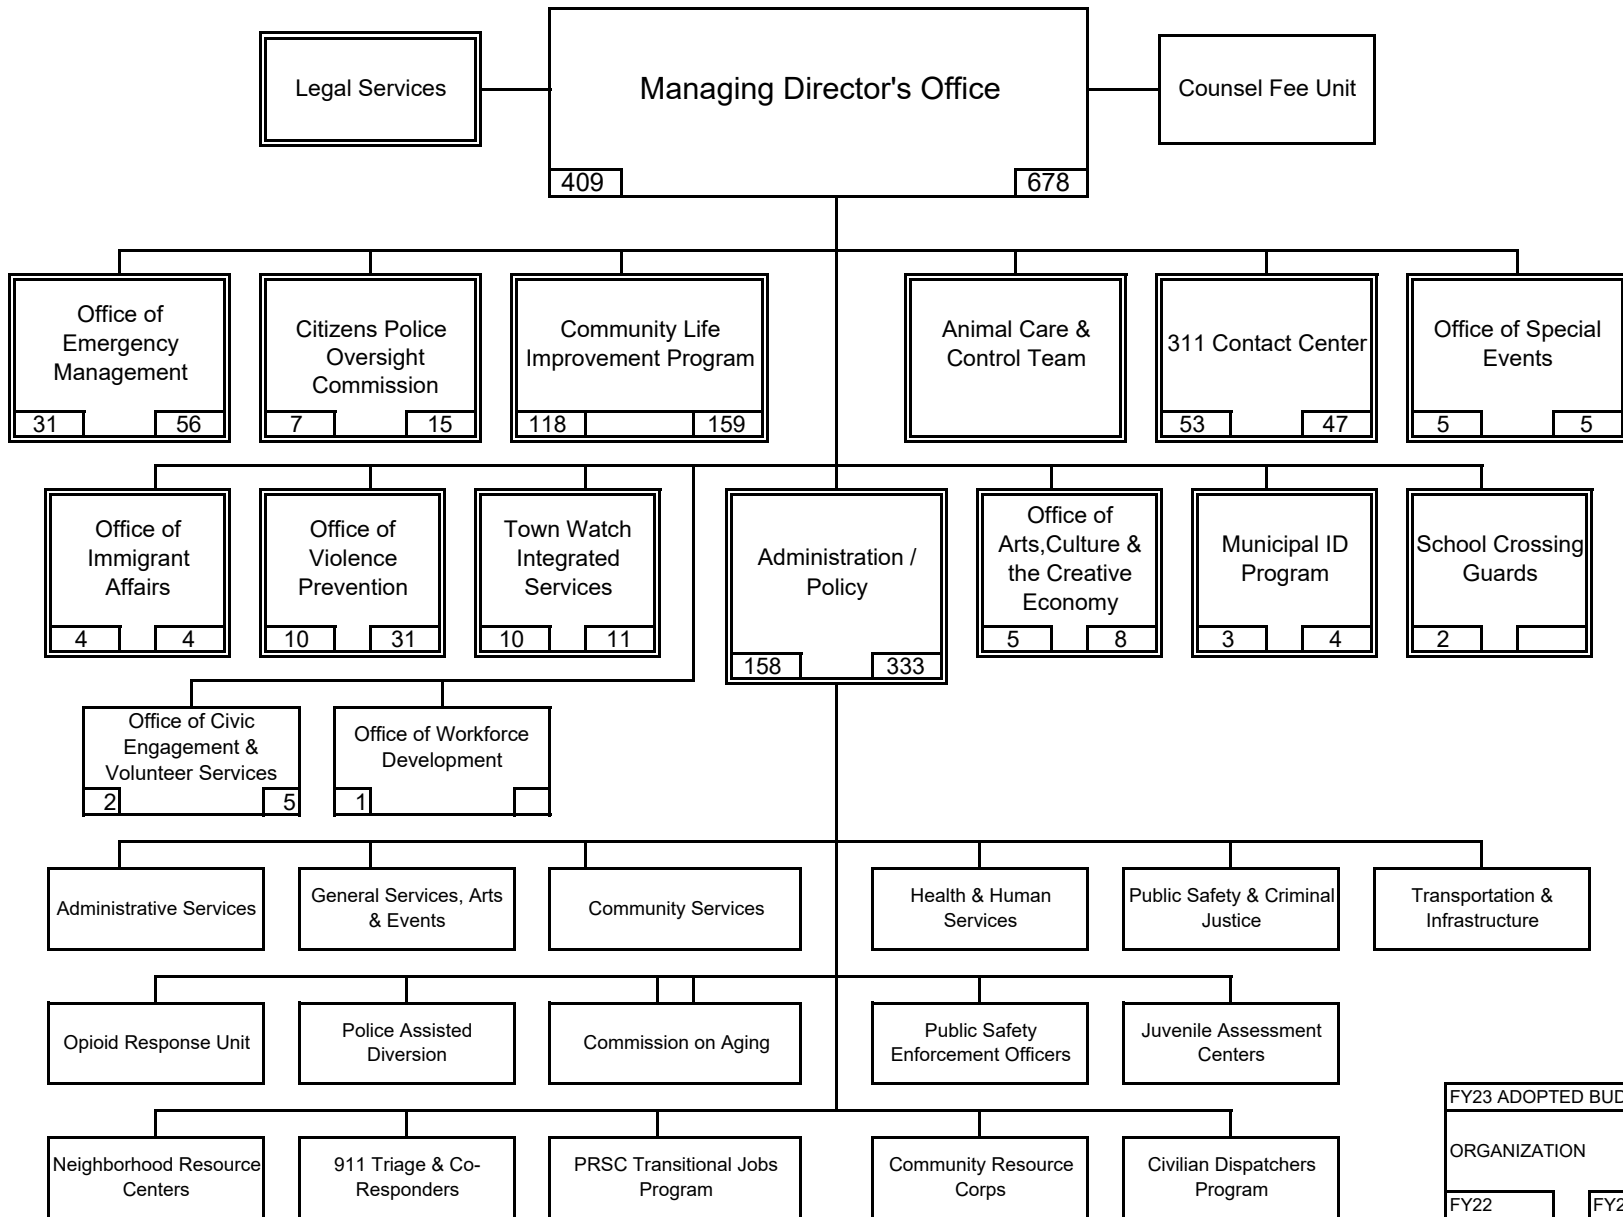 Legal Services
Managing Director's Office
Counsel Fee Unit
409
678
Office of
Emergency
Management
31
56
Citizens Police
Oversight
Commission
7
15
Community Life
Improvement Program
118
159
Animal Care &
Control Team
311 Contact Center
53
47
Office of Special
Events
5
5
Office of
Immigrant
Affairs
4
4
Office of
Violence
Prevention
10
31
Town Watch
Integrated
Services
10
11
Administration /
Policy
158
333
Office of
Arts,Culture &
the Creative
Economy
5
8
Municipal ID
Program
3
4
School Crossing
Guards
2
Office of Civic
Engagement &
Volunteer Services
2
5
Office of Workforce
Development
1
Administrative Services
General Services, Arts
& Events
Community Services
Health & Human
Services
Public Safety & Criminal
Justice
Transportation &
Infrastructure
Opioid Response Unit
Police Assisted
Diversion
Commission on Aging
Public Safety
Enforcement Officers
Juvenile Assessment
Centers
Neighborhood Resource
Centers
911 Triage & Co-
Responders
PRSC Transitional Jobs
Program
Community Resource
Corps
Civilian Dispatchers
Program
FY23 ADOPTED BUD
ORGANIZATION
FY22
FY2